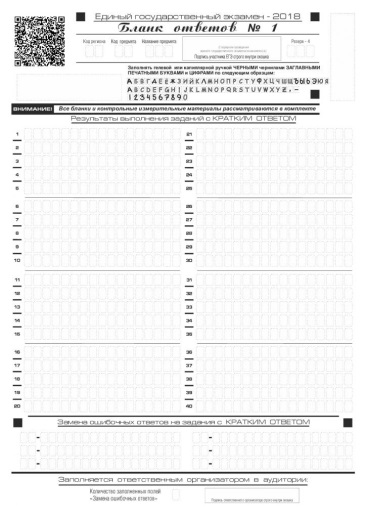 Единый государственный экзамен - 2018
Бланк ответов № 1
Код региона Код предмета Название предмета Резерв - 4
Подпись участника ЕГЭ строго внутри окошка
Заполнять гелевой или капиллярной ручкой ЧЕРНЫМИ чернилами ЗАГЛАВНЫМИ
ПЕЧАТНЫМИ БУКВАМИ и ЦИФРАМИ по следующим образцам:
А Б В Г Д Е Ё Ж З И Й К Л М Н О П Р С Т У Ф Х Ц Ч Ш Щ Ъ Ы Ь Э Ю Я
A B C D E F G H I J K L M N O P Q R S T U V W X Y Z , -
1 2 3 4 5 6 7 8 9 0
ВНИМАНИЕ! Все бланки и контрольные измерительные материалы рассматриваются в комплекте
Результаты выполнения заданий с КРАТКИМ ОТВЕТОМ
1 21
2 22
3 23
4 24
5 25
6 26
7 27
8 28
9 29
10 30
11 31
12 32
13 33
14 34
15 35
16 36
17 37
18 38
19 39
20 40
Замена ошибочных ответов на задания с КРАТКИМ ОТВЕТОМ
- -
- -
- -
Заполняется ответственным организатором в аудитории:
Количество заполненных полей
«Замена ошибочных ответов»